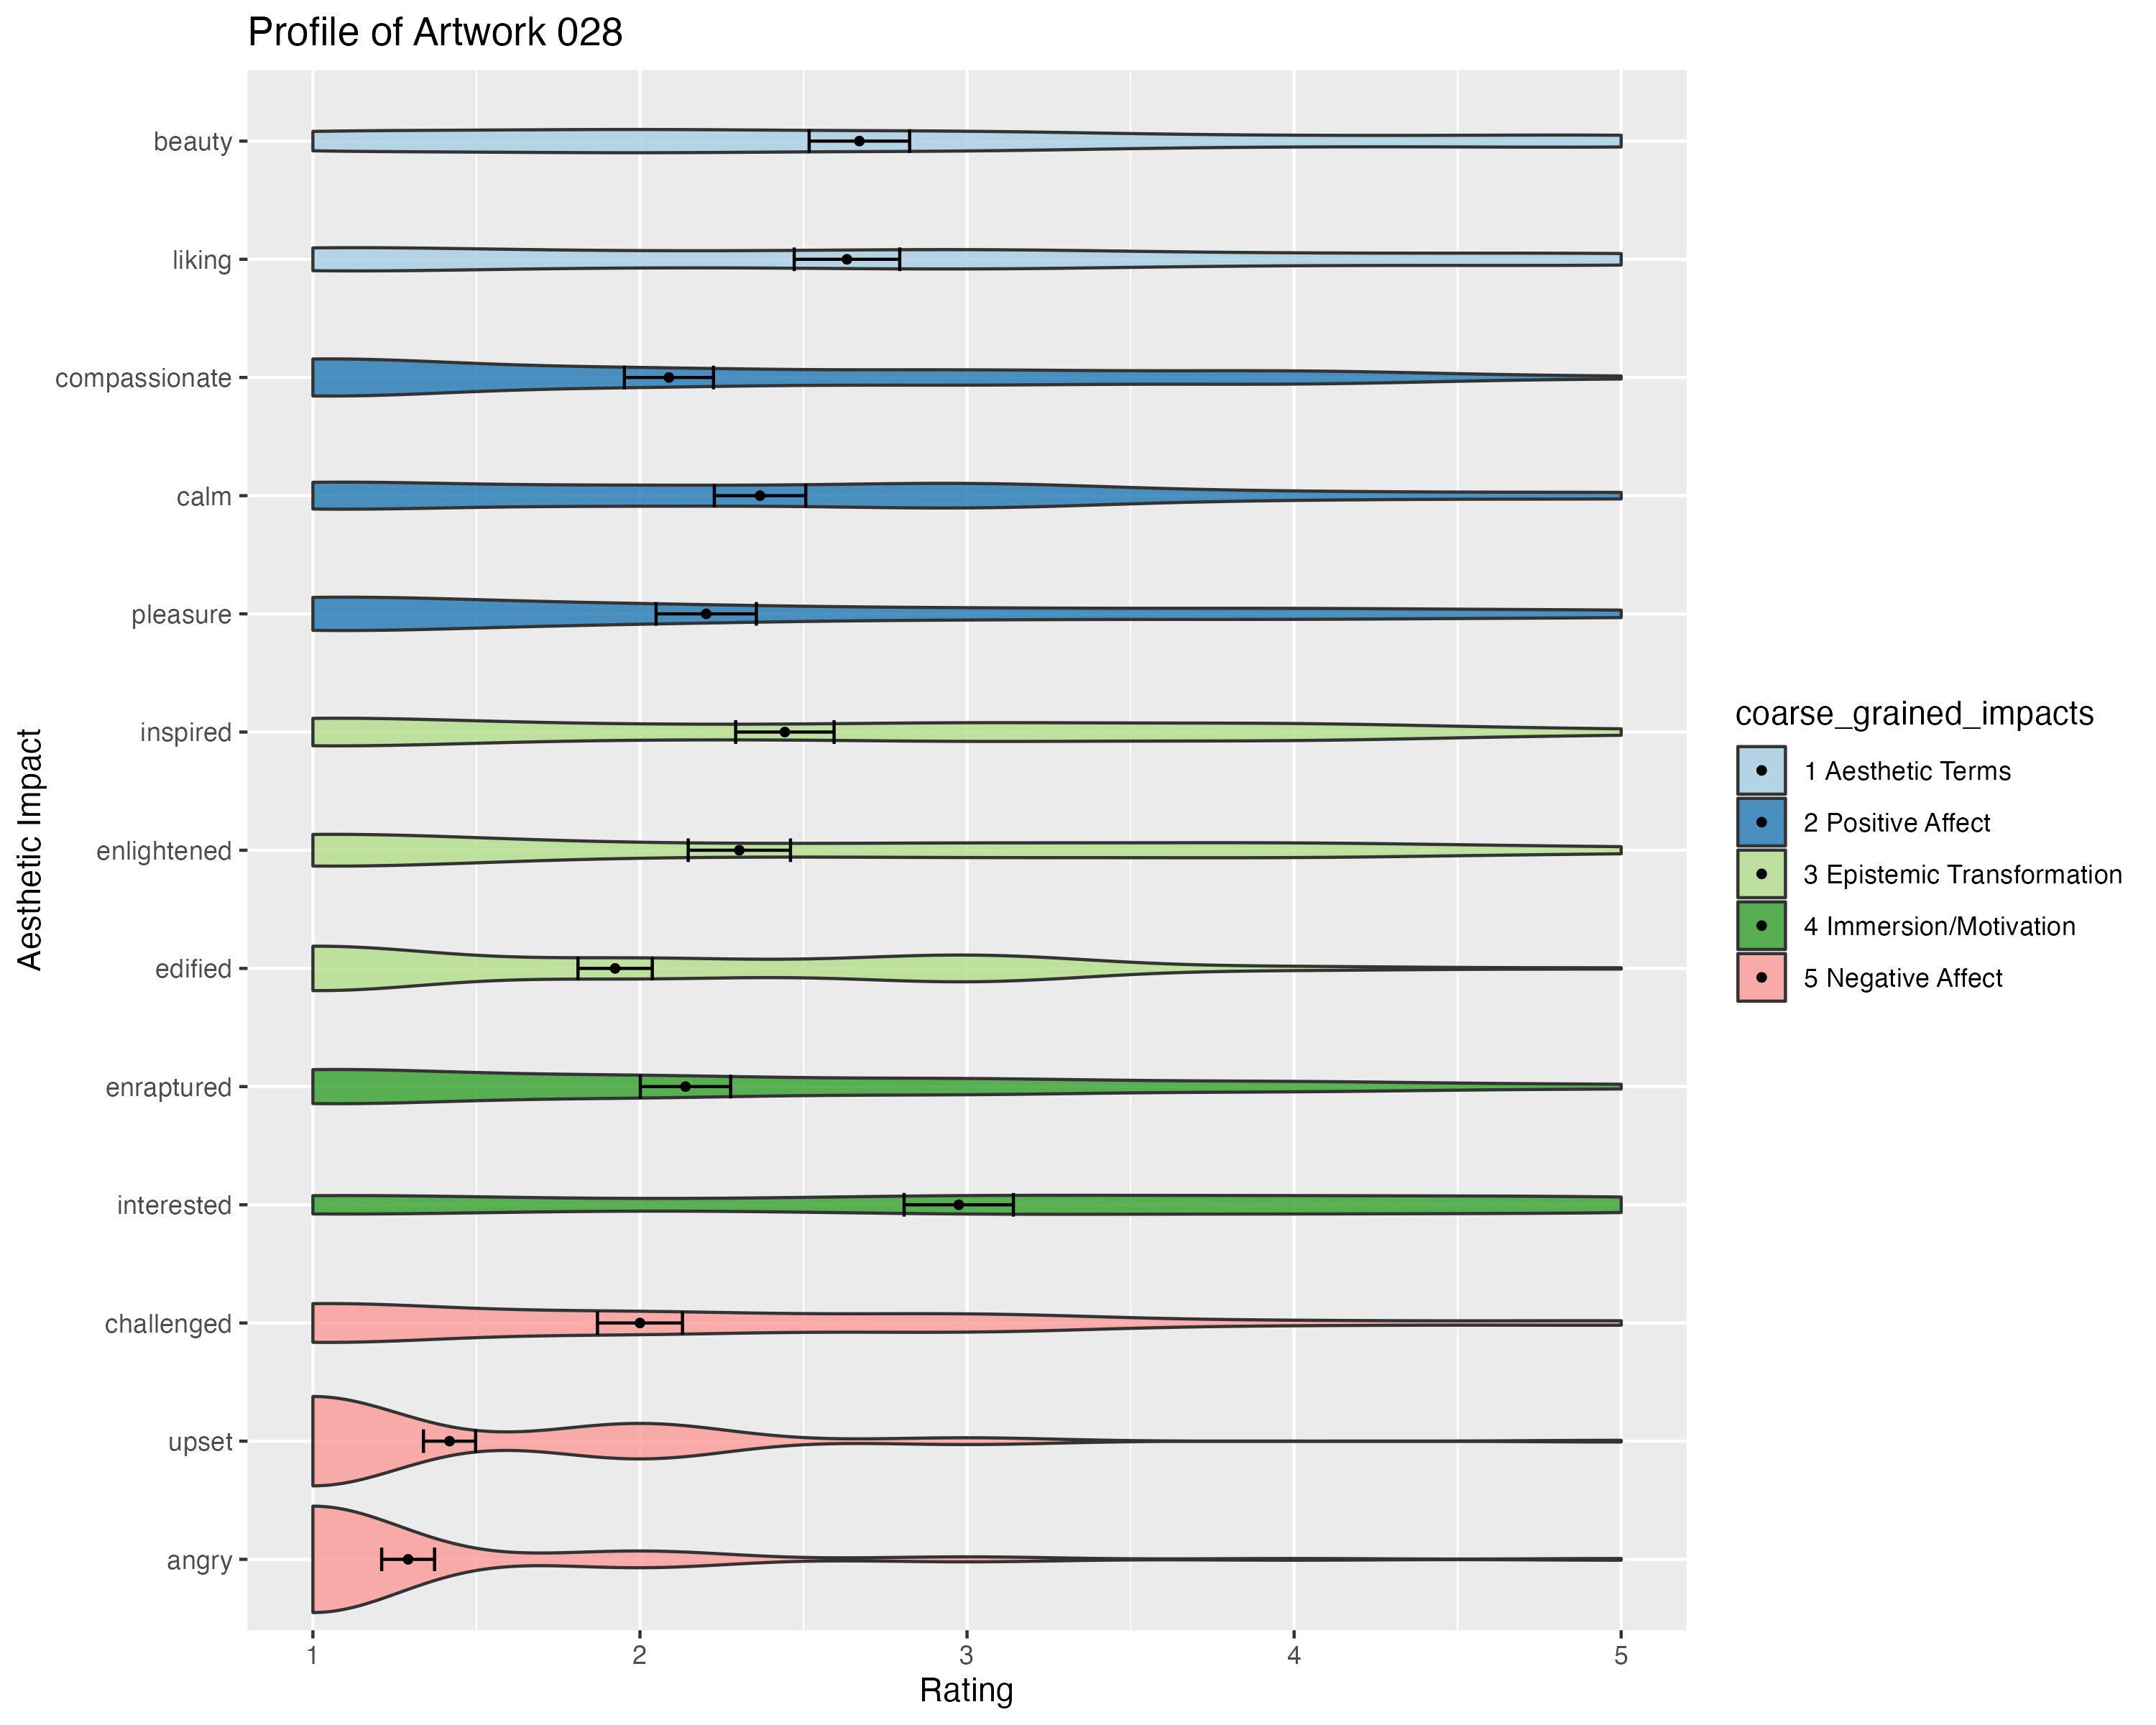 Profile of Artwork 028
Aesthetic Impact
beauty
liking
compassionate
calm
pleasure
inspired
enlightened
edified
enraptured
interested
challenged
upset
angry
1 2 3 4 5
Rating
coarse_grained_impacts
1 Aesthetic Terms
2 Positive Affect
3 Epistemic Transformation
4 Immersion/Motivation
5 Negative Affect